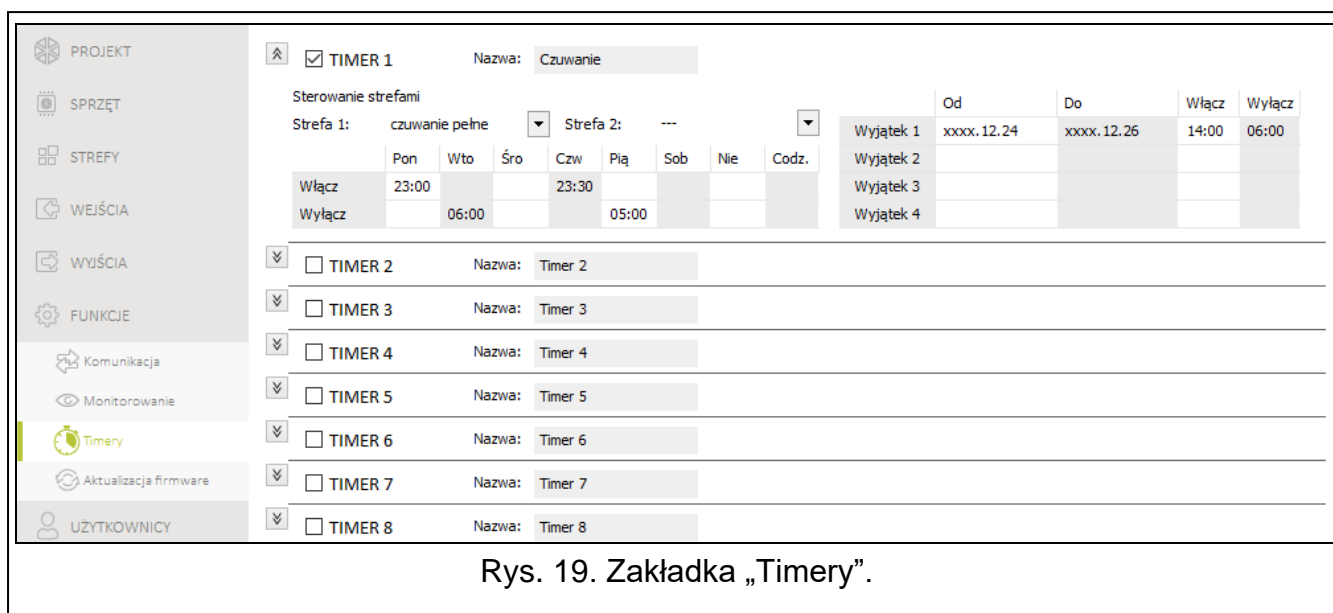 PROJEKT
SPRZĘT
STREFY
WEJŚCIA
WYJŚCIA
FUNKCJE
Komunikacja
Monitorowanie
Timery
Aktualizacja firmware
UŻYTKOWNICY
TIMER 1 Nazwa: Czuwanie
Sterowanie strefami
Strefa 1: czuwanie pełne Strefa 2: ---
Pon Wto Śro Czw Pią Sob Nie Codz.
Włącz 23:00 23:30
Wyłącz 06:00 05:00
Od Do Włącz Wyłącz
Wyjątek 1 xxxx.12.24 xxxx.12.26 14:00 06:00
Wyjątek 2
Wyjątek 3
Wyjątek 4
TIMER 2 Nazwa: Timer 2
TIMER 3 Nazwa: Timer 3
TIMER 4 Nazwa: Timer 4
TIMER 5 Nazwa: Timer 5
TIMER 6 Nazwa: Timer 6
TIMER 7 Nazwa: Timer 7
TIMER 8 Nazwa: Timer 8
Rys. 19. Zakładka „Timery”.